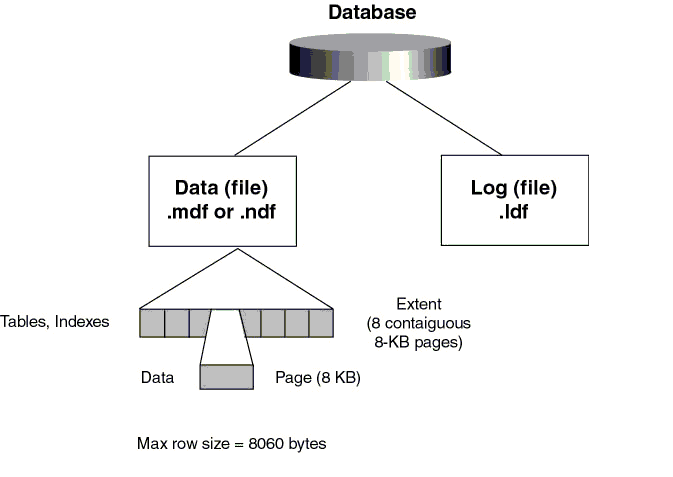 Database
Data (file)
.mdf or .ndf
Log (file)
.ldf
Tables, Indexes
Extent
(8 contaiguous
8-KB pages)
Data
Page (8 KB)
Max row size = 8060 bytes